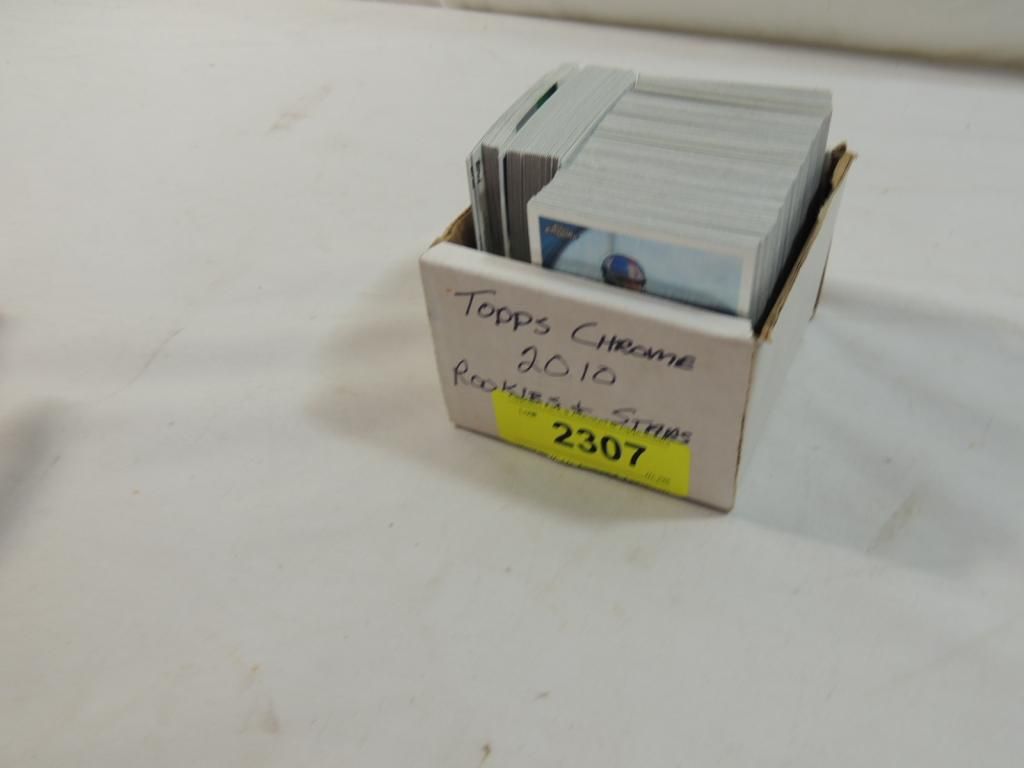 TOPPS CHROME
2010
ROOKIES & STARS
2307